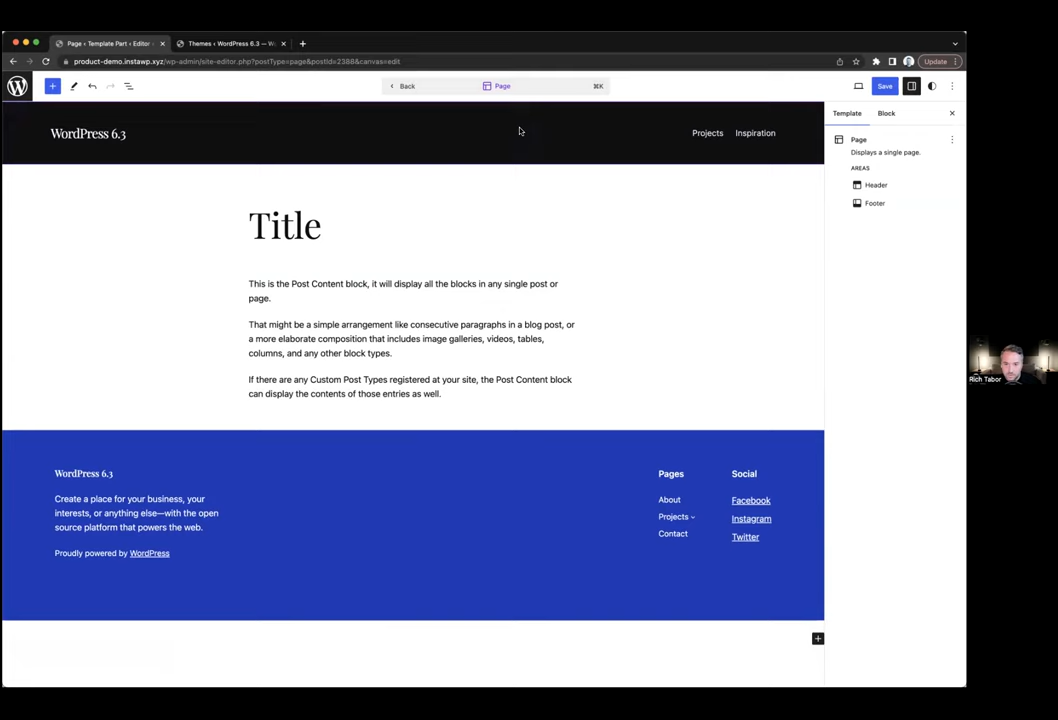 Page ‹ Template Part ‹ Editor
Themes ‹ WordPress 6.3 — W
product-demo.instawp.xyz/wp-admin/site-editor.php?postType=page&postId=2388&canvas=edit
Update
Back
Page
⌘K
Save
WordPress 6.3
Projects
Inspiration
Template
Block
Page
Displays a single page.
AREAS
Header
Footer
Title
This is the Post Content block, it will display all the blocks in any single post or
page.
That might be a simple arrangement like consecutive paragraphs in a blog post, or
a more elaborate composition that includes image galleries, videos, tables,
columns, and any other block types.
If there are any Custom Post Types registered at your site, the Post Content block
can display the contents of those entries as well.
Rich Tabor
WordPress 6.3
Create a place for your business, your
interests, or anything else—with the open
source platform that powers the web.
Proudly powered by WordPress
Pages
About
Projects
Contact
Social
Facebook
Instagram
Twitter